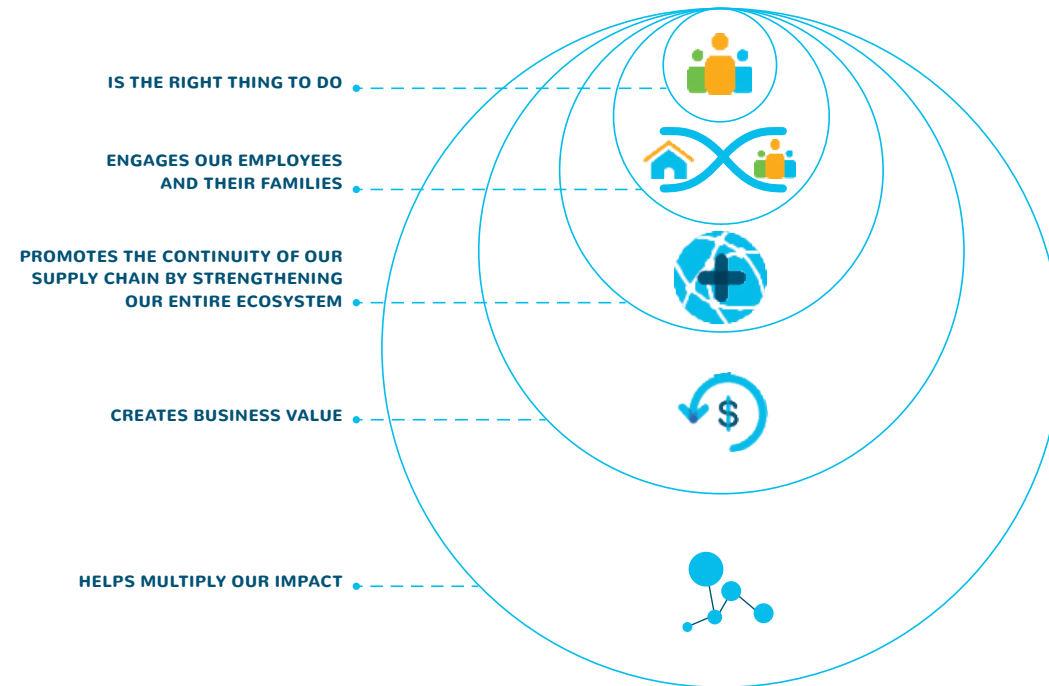 IS THE RIGHT THING TO DO
ENGAGES OUR EMPLOYEES
AND THEIR FAMILIES
PROMOTES THE CONTINUITY OF OUR
SUPPLY CHAIN BY STRENGTHENING
OUR ENTIRE ECOSYSTEM
$
CREATES BUSINESS VALUE
HELPS MULTIPLY OUR IMPACT